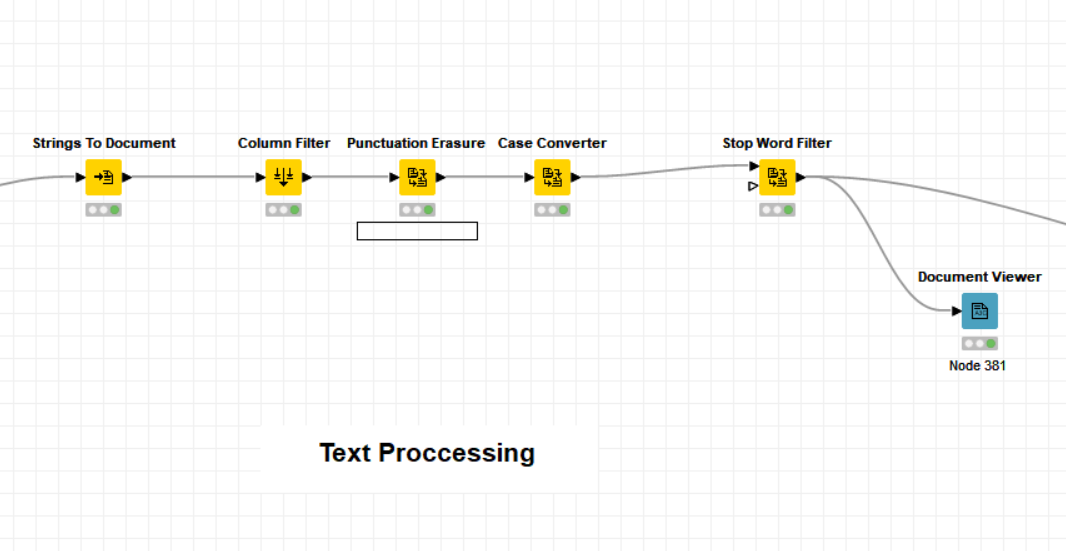 Strings To Document
Column Filter
Punctuation Erasure
Case Converter
Stop Word Filter
Document Viewer
Node 381
Text Proccessing